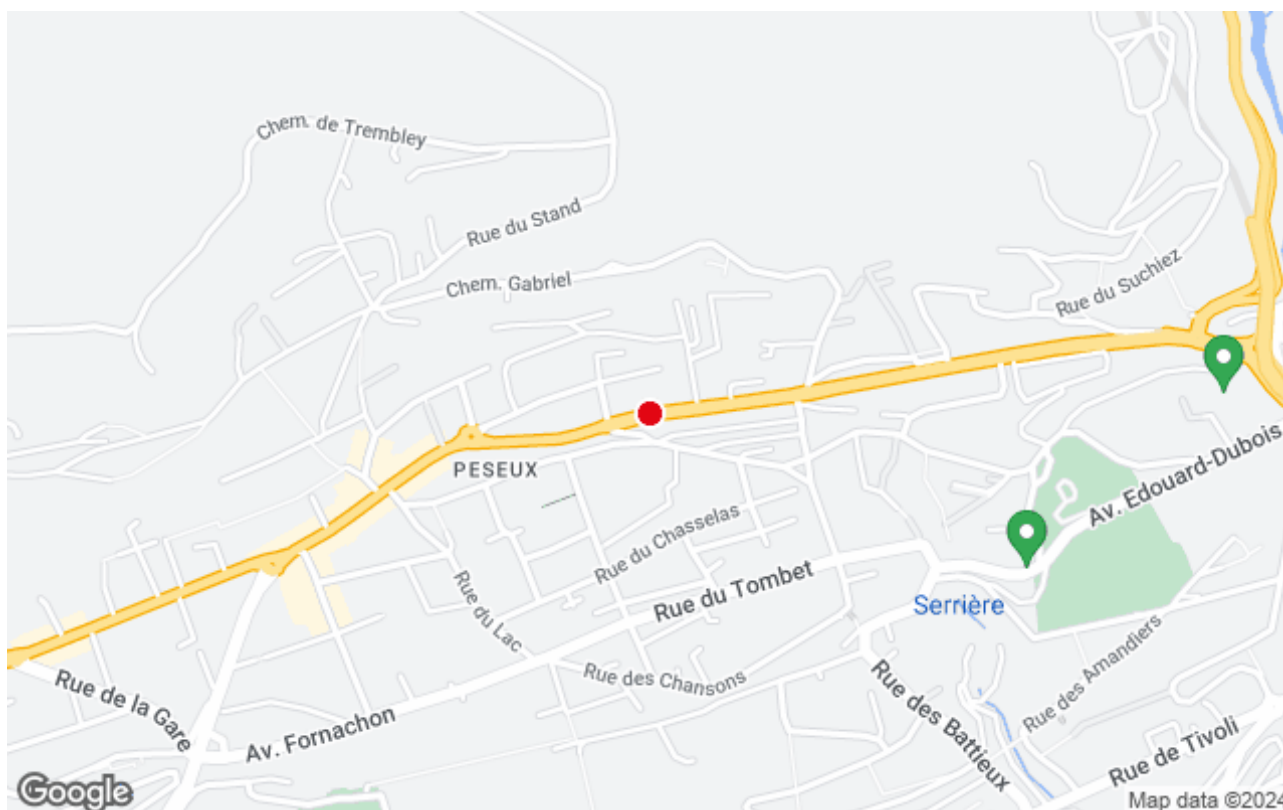 Chem. de Trembley
Rue du Stand
Chem. Gabriel
Rue du Suchiez
PESEUX
Av. Edouard-Dubois
Rue du Chasselas
Rue du Tombet
Rue du Lac
Serrière
Rue des Chansons
Rue des Amandiers
Rue de la Gare
Rue des Battieux
Av. Fornachon
Rue de Tivoli
Google
Map data ©2024